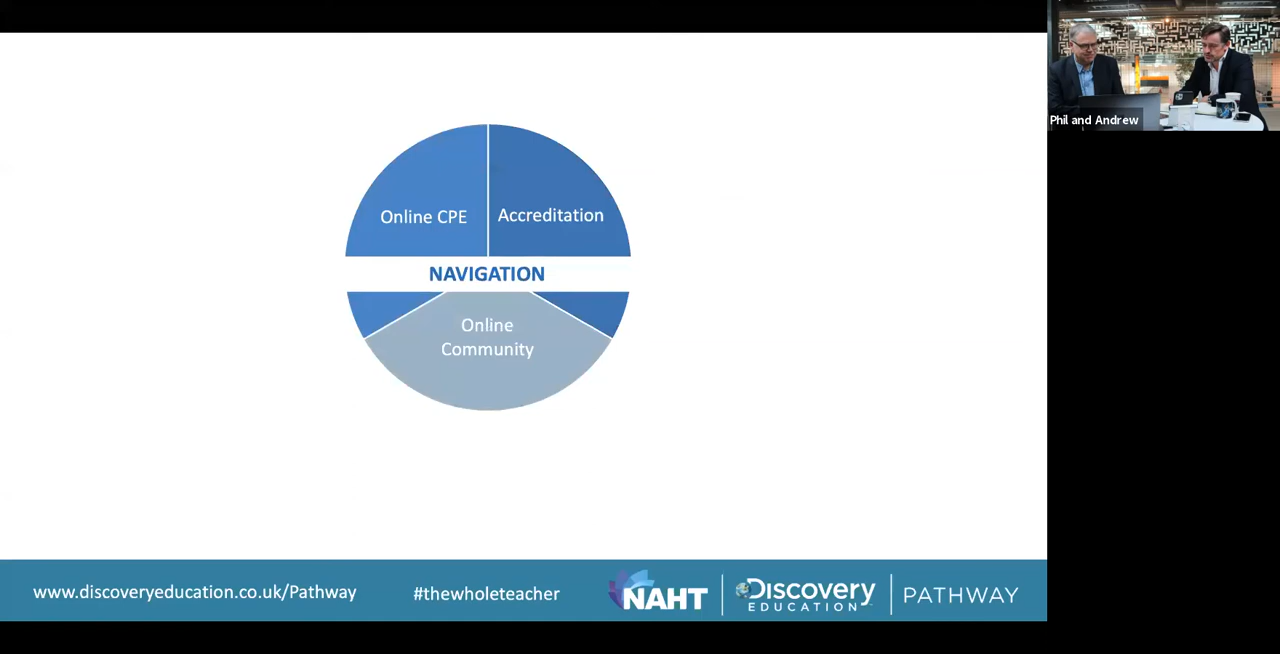 Phil and Andrew
Online CPE
Accreditation
NAVIGATION
Online
Community
www.discoveryeducation.co.uk/Pathway
#thewholeteacher
NAHT
Discovery
EDUCATION
PATHWAY